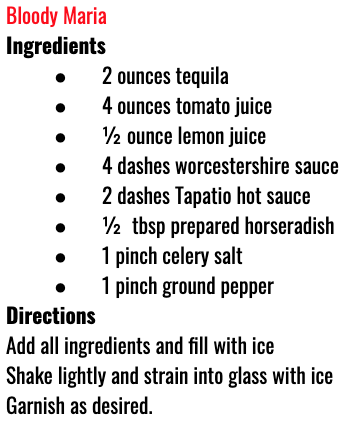 Bloody Maria
Ingredients
● 2 ounces tequila
● 4 ounces tomato juice
● ½ ounce lemon juice
● 4 dashes worcestershire sauce
● 2 dashes Tapatio hot sauce
● ½ tbsp prepared horseradish
● 1 pinch celery salt
● 1 pinch ground pepper
Directions
Add all ingredients and fill with ice
Shake lightly and strain into glass with ice
Garnish as desired.